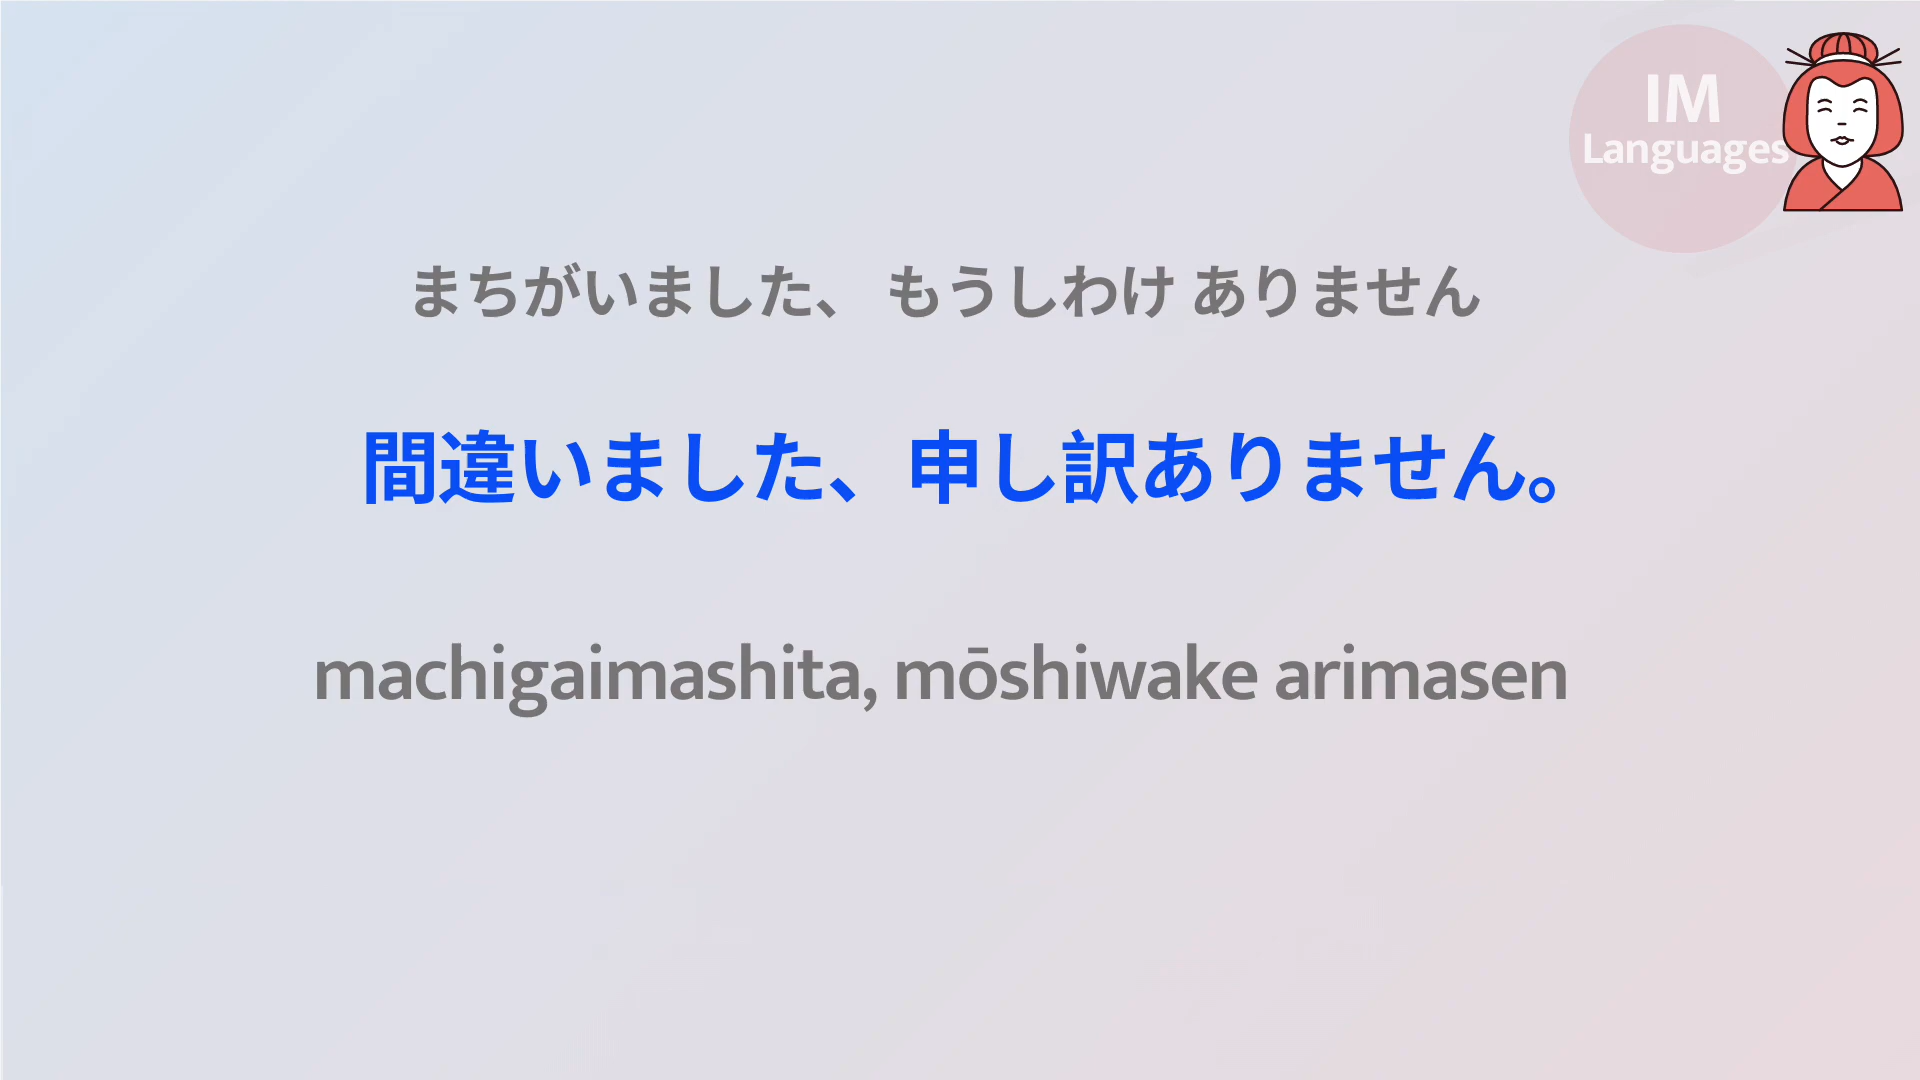 IM
Languages
まちがいました、 もうしわけ ありません
間違いました、申し訳ありません。
machigaimashita, mōshiwake arimasen